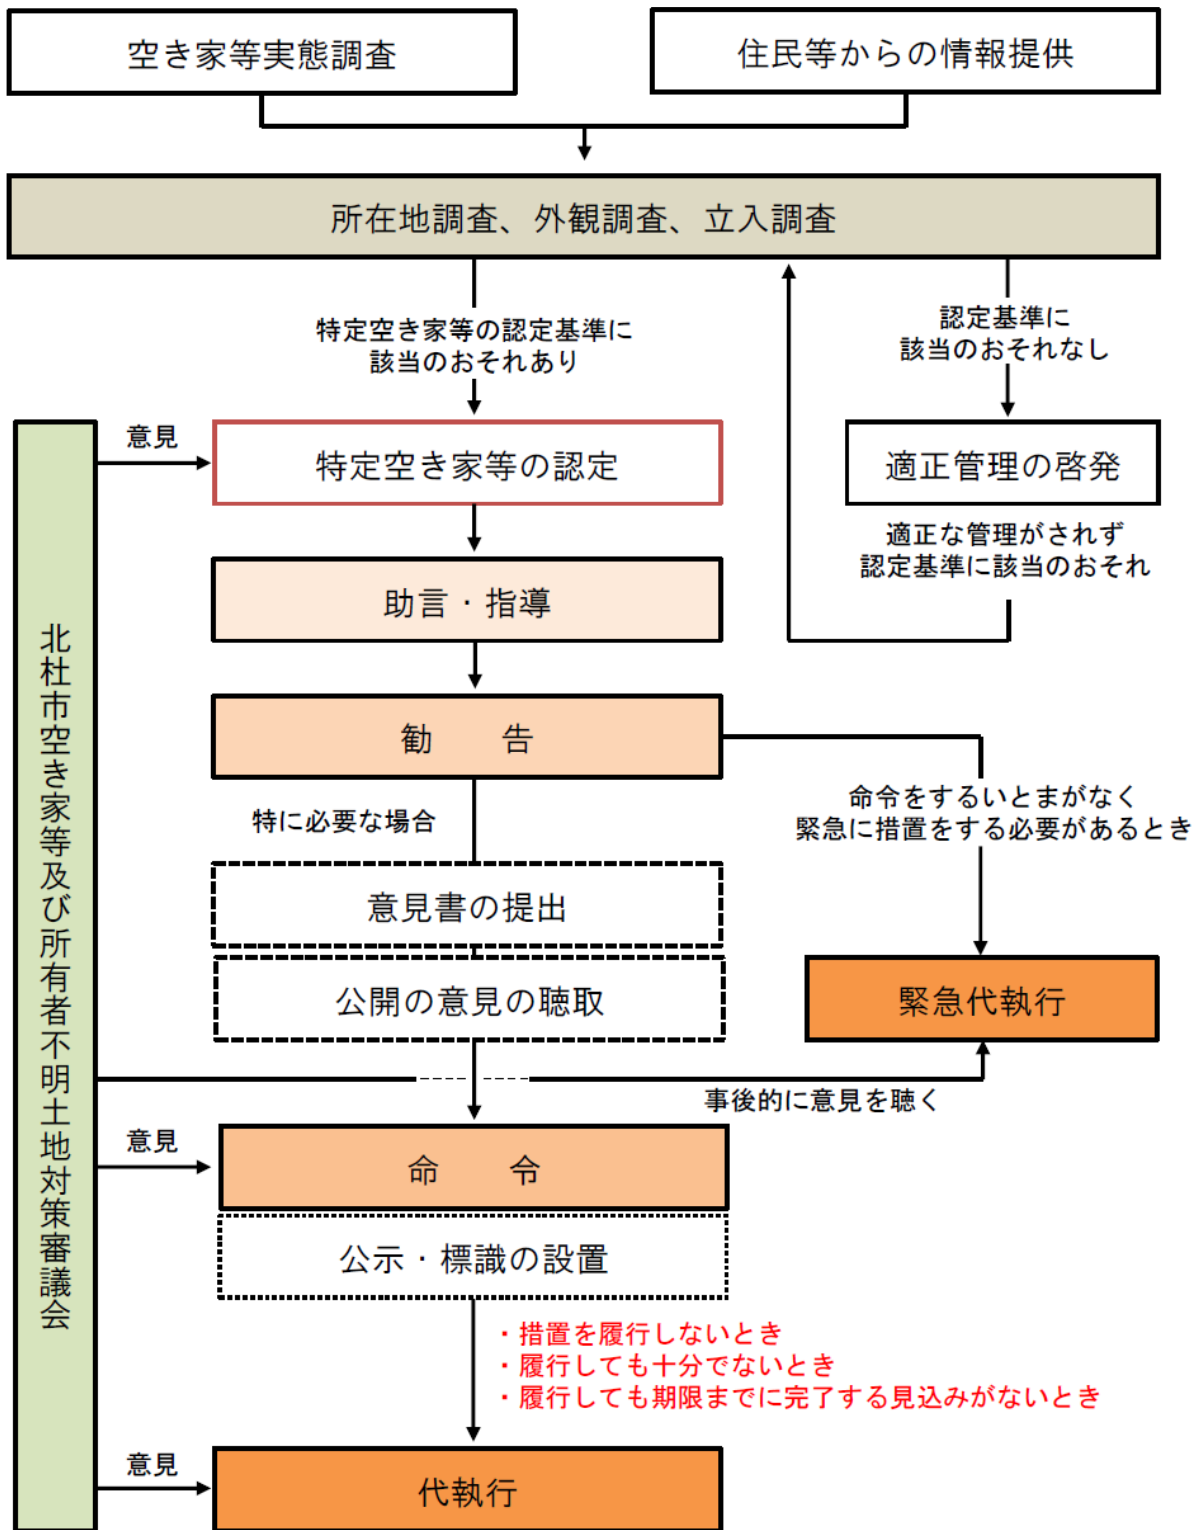 空き家等実態調査
住民等からの情報提供
所在地調査、外観調査、立入調査
特定空き家等の認定基準に
該当のおそれあり
認定基準に
該当のおそれなし
意見
特定空き家等の認定
適正管理の啓発
適正な管理がされず
認定基準に該当のおそれ
助言・指導
北杜市空き家等及び所有者不明土地対策審議会
勧　告
特に必要な場合
命令をするいとまがなく
緊急に措置をする必要があるとき
意見書の提出
公開の意見の聴取
緊急代執行
事後的に意見を聴く
意見
命　令
公示・標識の設置
・措置を履行しないとき
・履行しても十分でないとき
・履行しても期限までに完了する見込みがないとき
意見
代執行